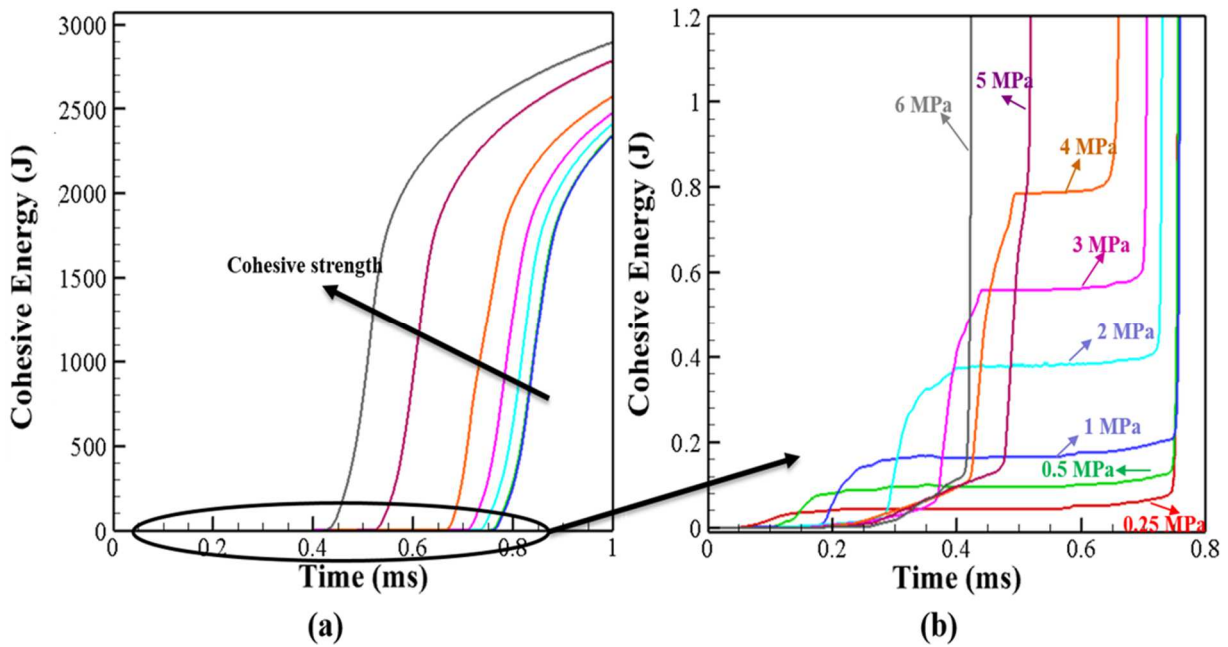 3000
2500
2000
1500
1000
500
0
Cohesive Energy (J)
Cohesive strength
0 0.2 0.4 0.6 0.8 1
Time (ms)
(a)
1.2
1
0.8
0.6
0.4
0.2
0
Cohesive Energy (J)
6 MPa
5 MPa
4 MPa
3 MPa
2 MPa
1 MPa
0.5 MPa
0.25 MPa
0 0.2 0.4 0.6 0.8
Time (ms)
(b)